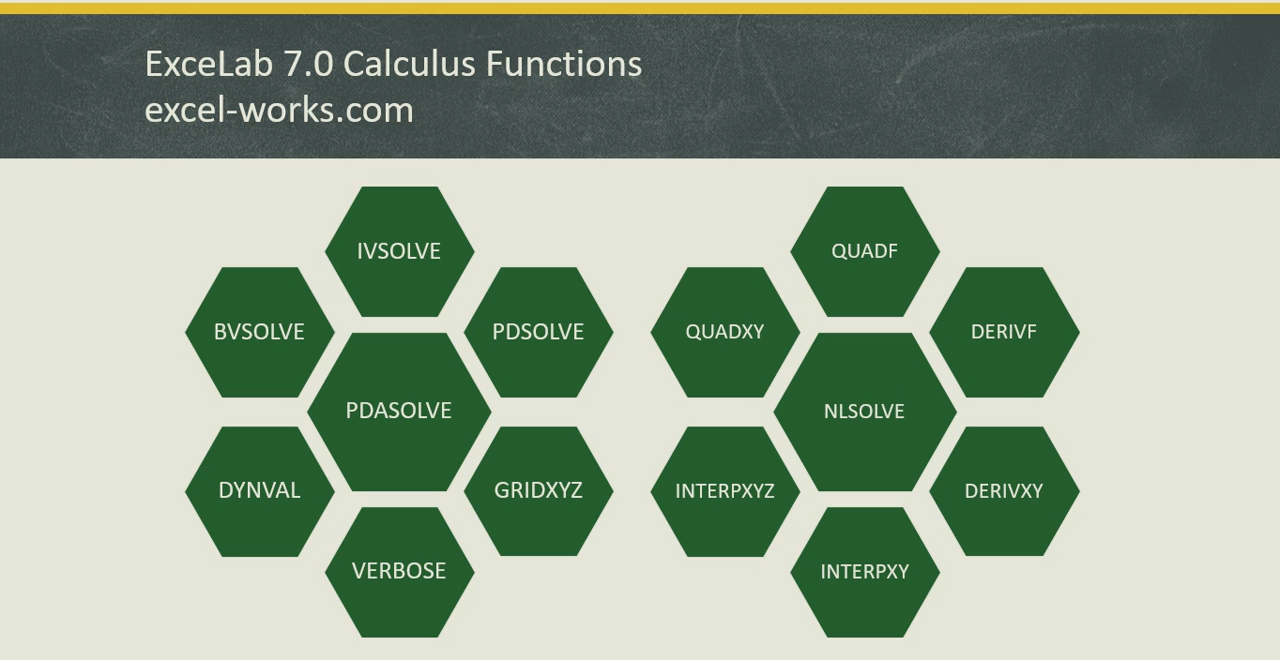 ExceLab 7.0 Calculus Functions
excel-works.com
IVSOLVE
BVSOLVE
PDSOLVE
PDASOLVE
DYNVAL
GRIDXYZ
VERBOSE
QUADF
QUADXY
DERIVF
NLSOLVE
INTERPXYZ
DERIVXY
INTERPXY